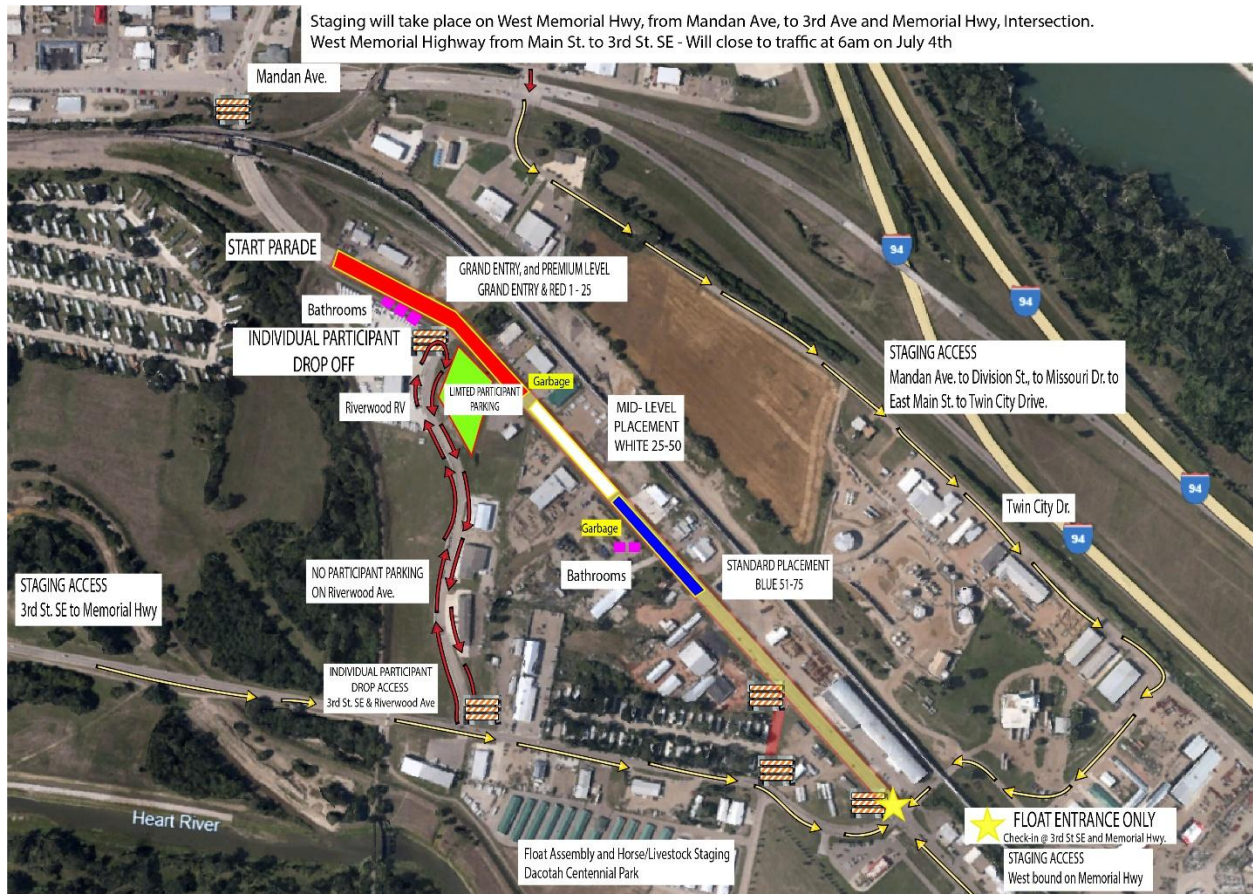 Staging will take place on West Memorial Hwy, from Mandan Ave, to 3rd Ave and Memorial Hwy, Intersection.
West Memorial Highway from Main St. to 3rd St. SE - Will close to traffic at 6am on July 4th
Mandan Ave.
START PARADE
GRAND ENTRY, and PREMIUM LEVEL
GRAND ENTRY & RED 1 - 25
94
94
Bathrooms
INDIVIDUAL PARTICIPANT
DROP OFF
Riverwood RV
LIMTED PARTICIPANT
PARKING
Garbage
MID- LEVEL
PLACEMENT
WHITE 25-50
STAGING ACCESS
Mandan Ave. to Division St., to Missouri Dr. to
East Main St. to Twin City Drive.
94
Twin City Dr.
94
Garbage
Bathrooms
STANDARD PLACEMENT
BLUE 51-75
STAGING ACCESS
3rd St. SE to Memorial Hwy
NO PARTICIPANT PARKING
ON Riverwood Ave.
INDIVIDUAL PARTICIPANT
DROP ACCESS
3rd St. SE & Riverwood Ave
Heart River
Float Assembly and Horse/Livestock Staging
Dacotah Centennial Park
FLOAT ENTRANCE ONLY
Check-in @ 3rd St SE and Memorial Hwy.
STAGING ACCESS
West bound on Memorial Hwy